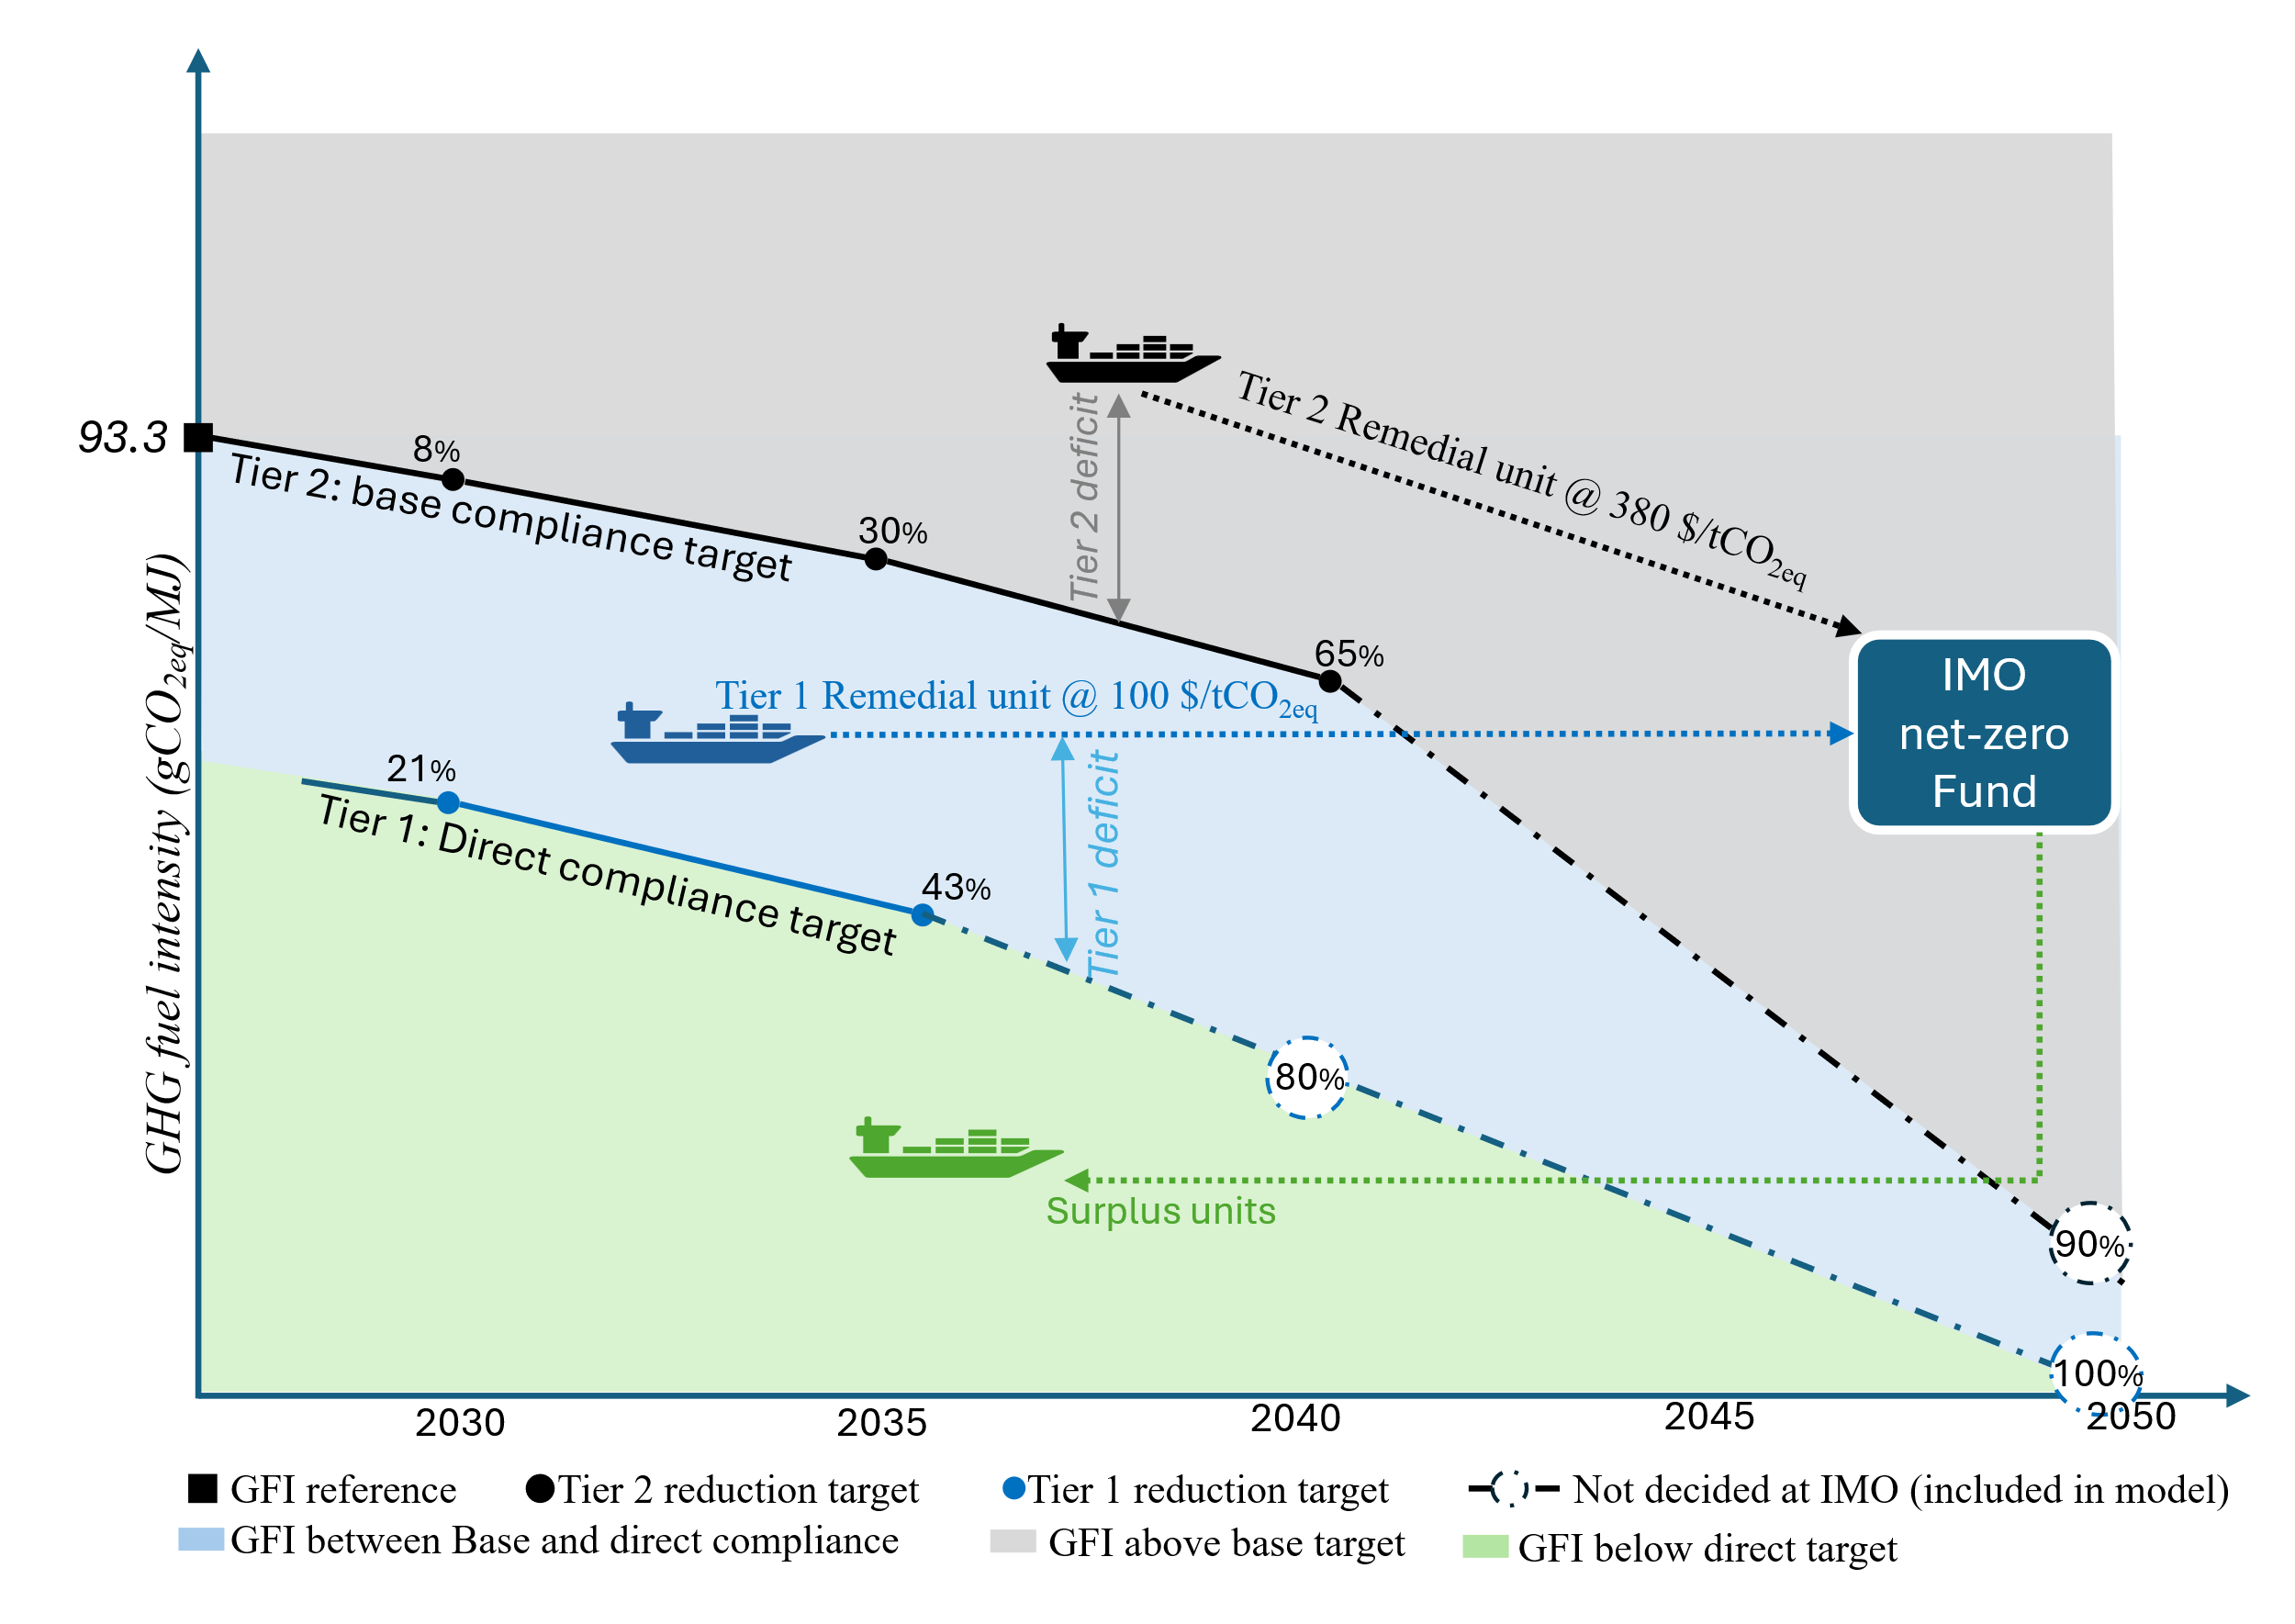 93.3
GHG fuel intensity (gCO2eq/MJ)
8%
Tier 2: base compliance target
30%
65%
Tier 2 deficit
Tier 2 Remedial unit @ 380 $/tCO2eq
Tier 1 Remedial unit @ 100 $/tCO2eq
IMO
net-zero
Fund
21%
Tier 1: Direct compliance target
43%
Tier 1 deficit
80%
Surplus units
90%
100%
2030
2035
2040
2045
2050
GFI reference
Tier 2 reduction target
Tier 1 reduction target
Not decided at IMO (included in model)
GFI between Base and direct compliance
GFI above base target
GFI below direct target